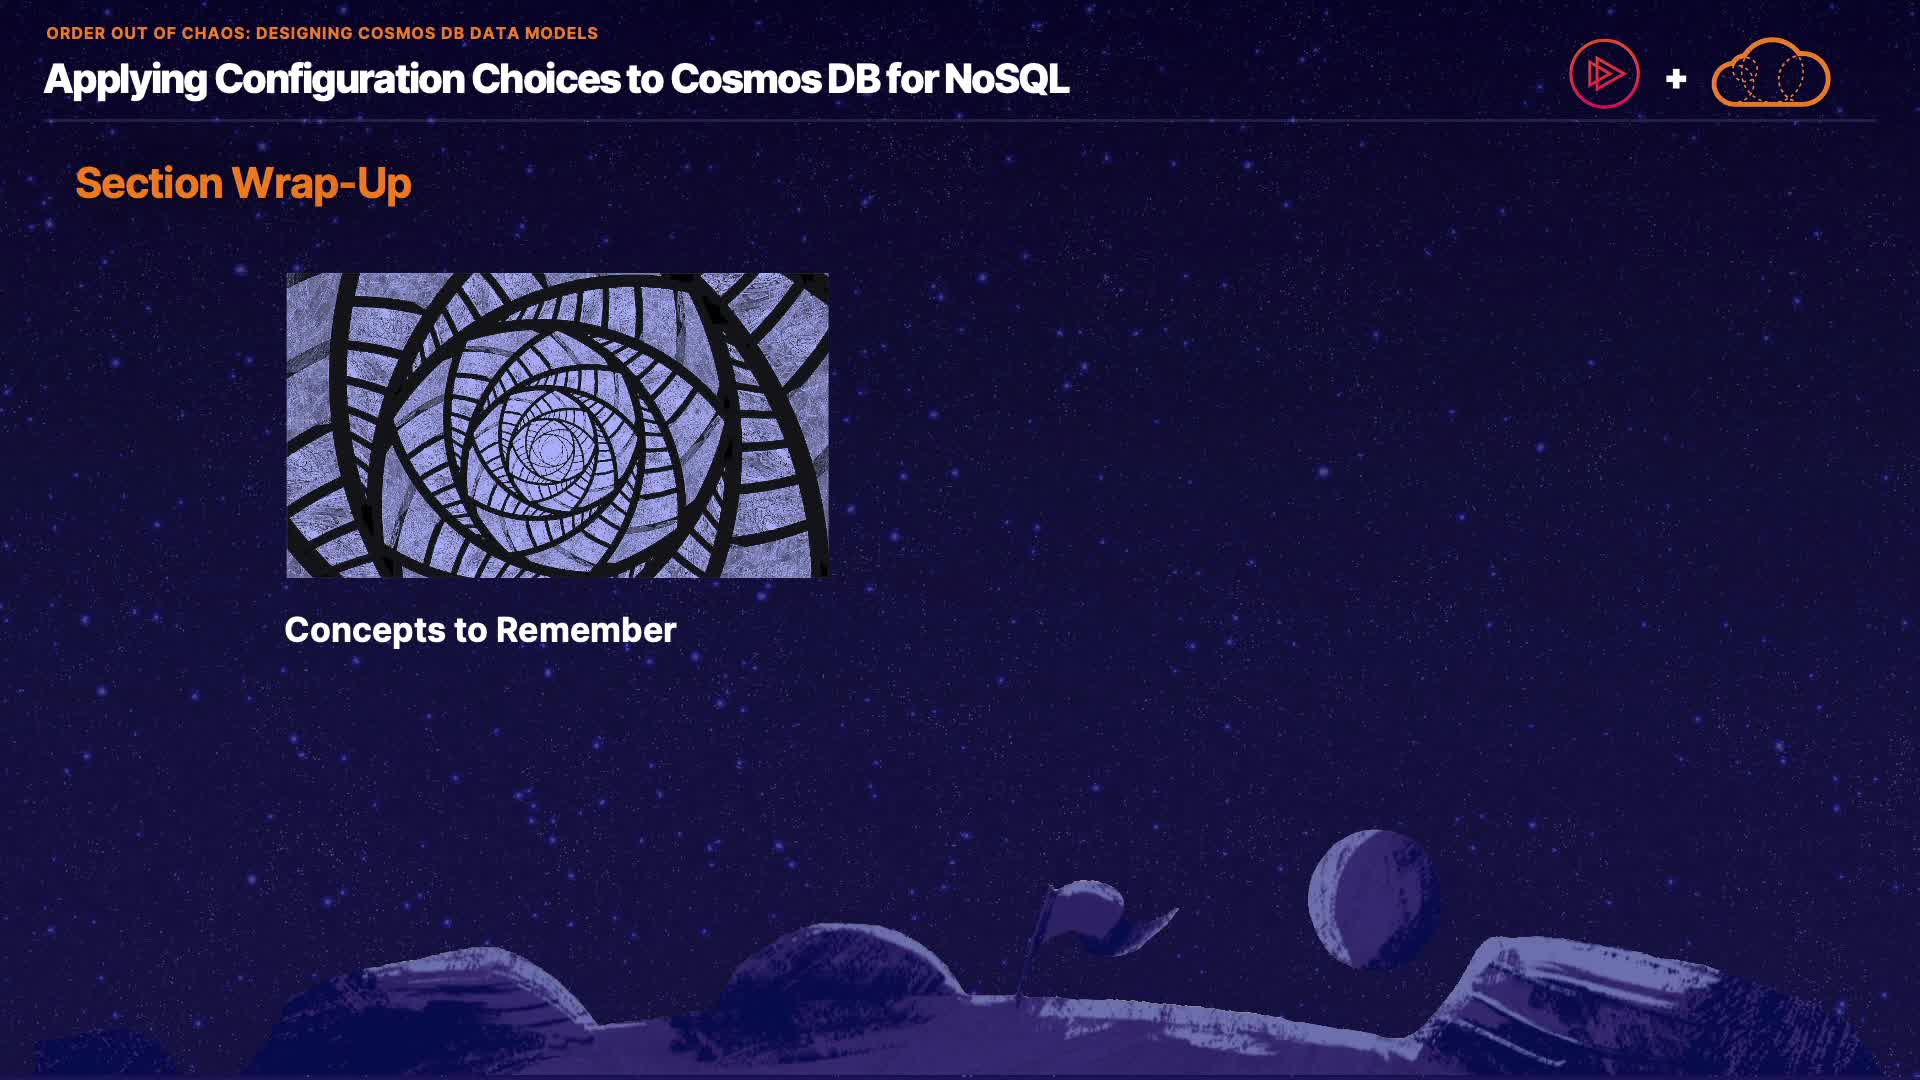 ORDER OUT OF CHAOS: DESIGNING COSMOS DB DATA MODELS
Applying Configuration Choices to Cosmos DB for NoSQL
+
Section Wrap-Up
Concepts to Remember